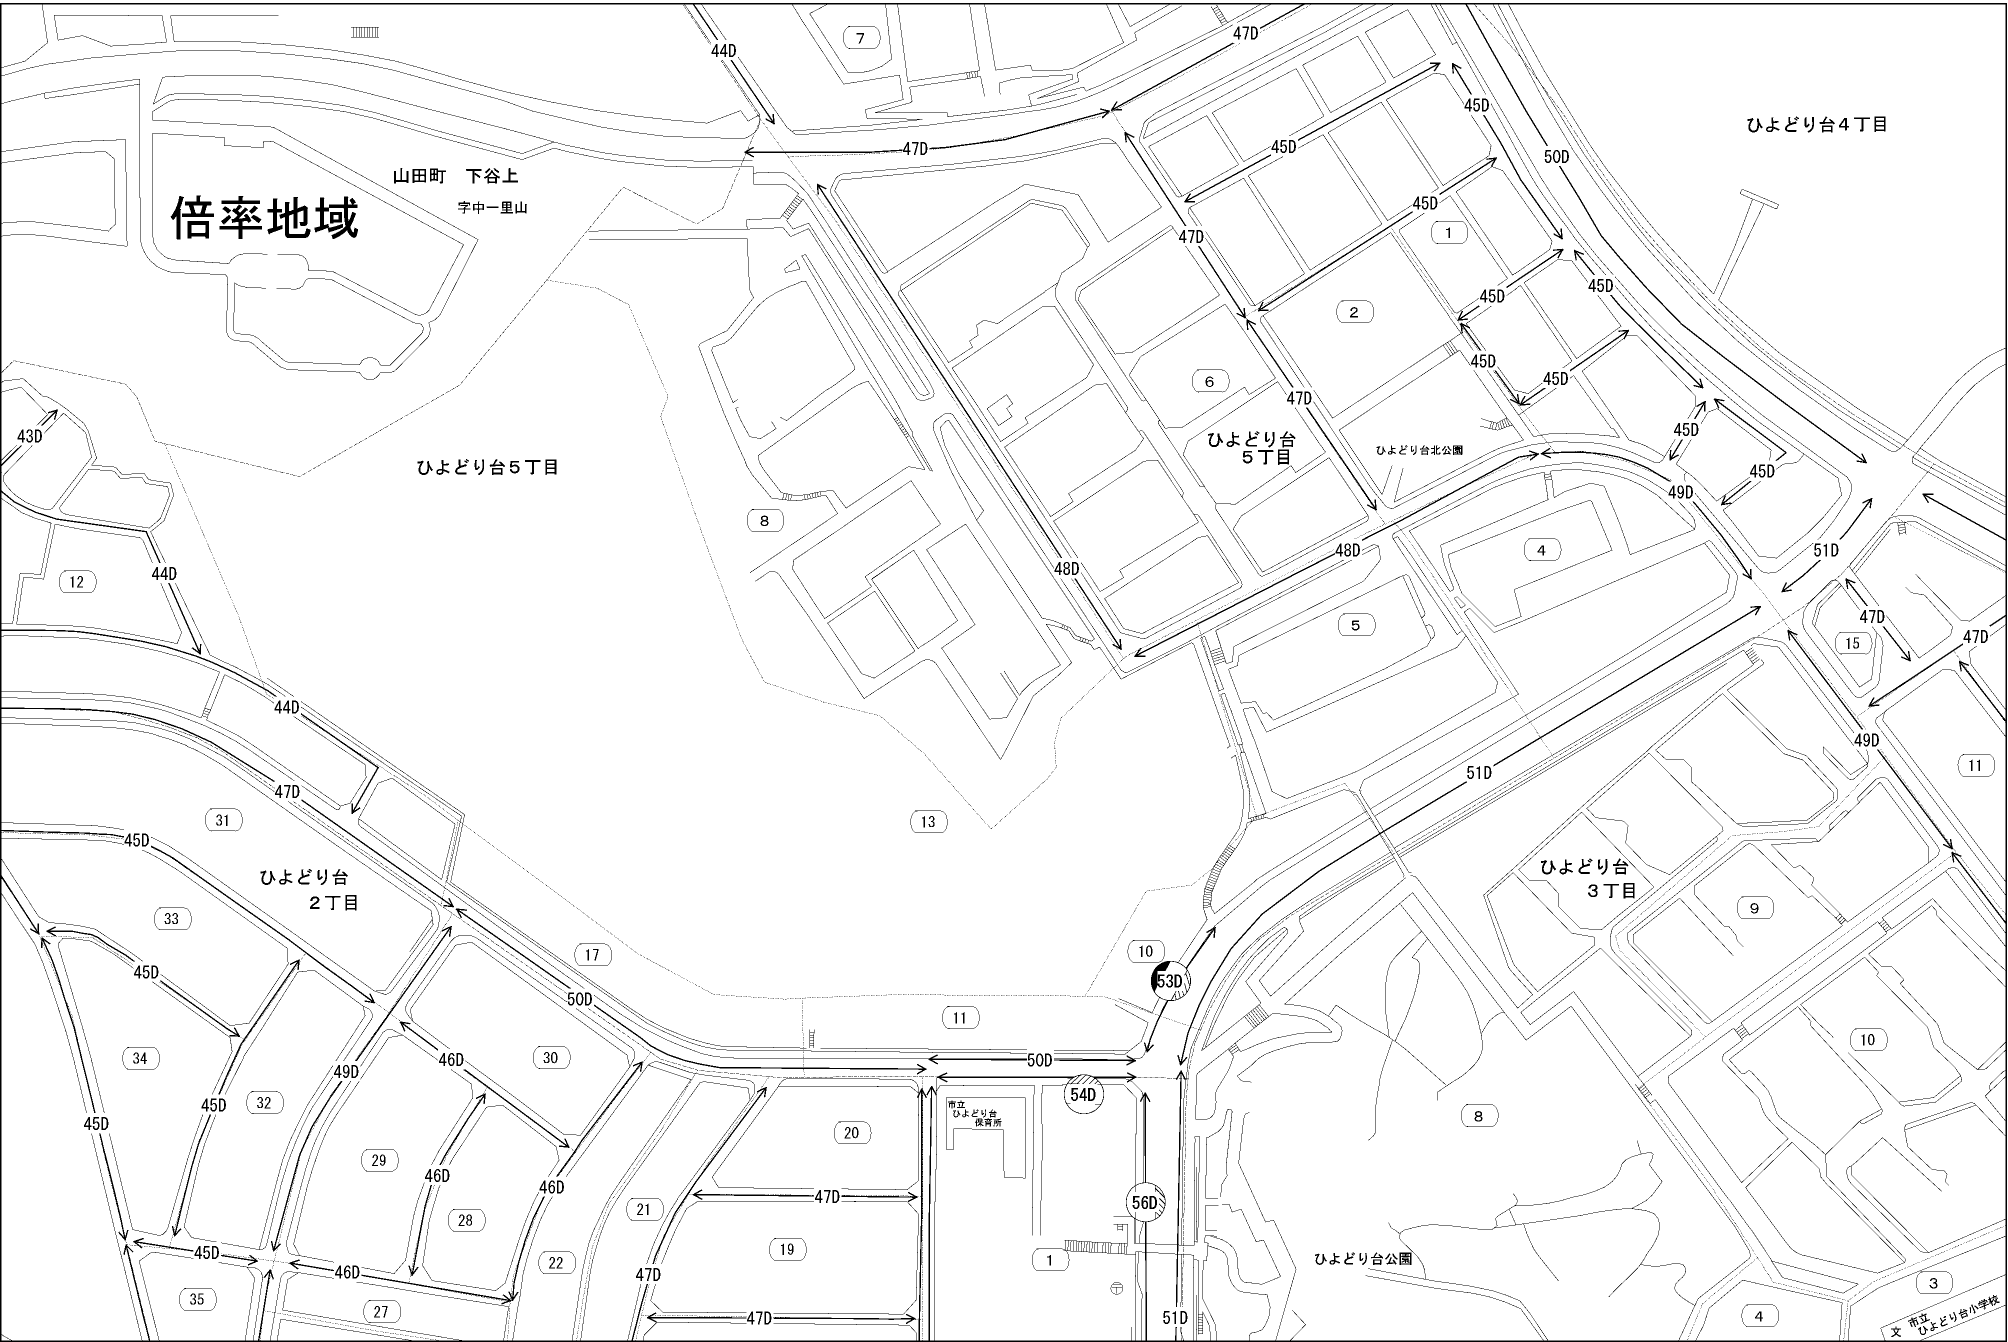 7
44D
47D
45D
ひよどり台４丁目
50D
47D
45D
山田町　下谷上
字中一里山
倍率地域
45D
1
47D
45D
45D
2
45D
45D
6
45D
47D
45D
43D
ひよどり台
５丁目
ひよどり台北公園
45D
ひよどり台５丁目
49D
8
48D
4
51D
48D
44D
12
5
47D
47D
15
44D
49D
11
51D
47D
31
13
45D
ひよどり台
２丁目
ひよどり台
３丁目
33
9
17
10
45D
53D
50D
11
34
46D
30
50D
10
49D
54D
32
45D
市立
ひよどり台
保育所
8
45D
20
29
46D
46D
47D
56D
28
21
45D
19
22
1
ひよどり台公園
46D
47D
3
35
27
47D
51D
4
文
市立
ひよどり台小学校